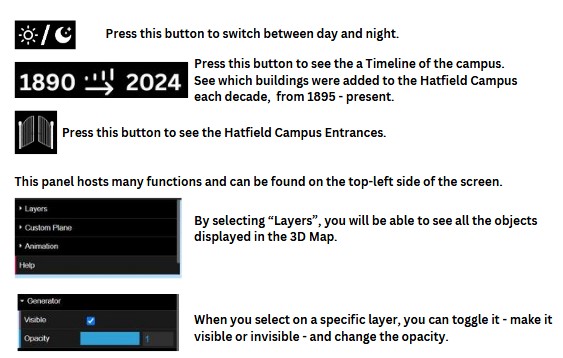 Press this button to switch between day and night.
Press this button to see the a Timeline of the campus.
1890 2024
See which buildings were added to the Hatfield Campus
each decade, from 1895 - present.
Press this button to see the Hatfield Campus Entrances.
This panel hosts many functions and can be found on the top-left side of the screen.
Layers
Custom Plane
Animation
Help
By selecting “Layers”, you will be able to see all the objects
displayed in the 3D Map.
Generator
Visible
Opacity 1
When you select on a specific layer, you can toggle it - make it
visible or invisible - and change the opacity.